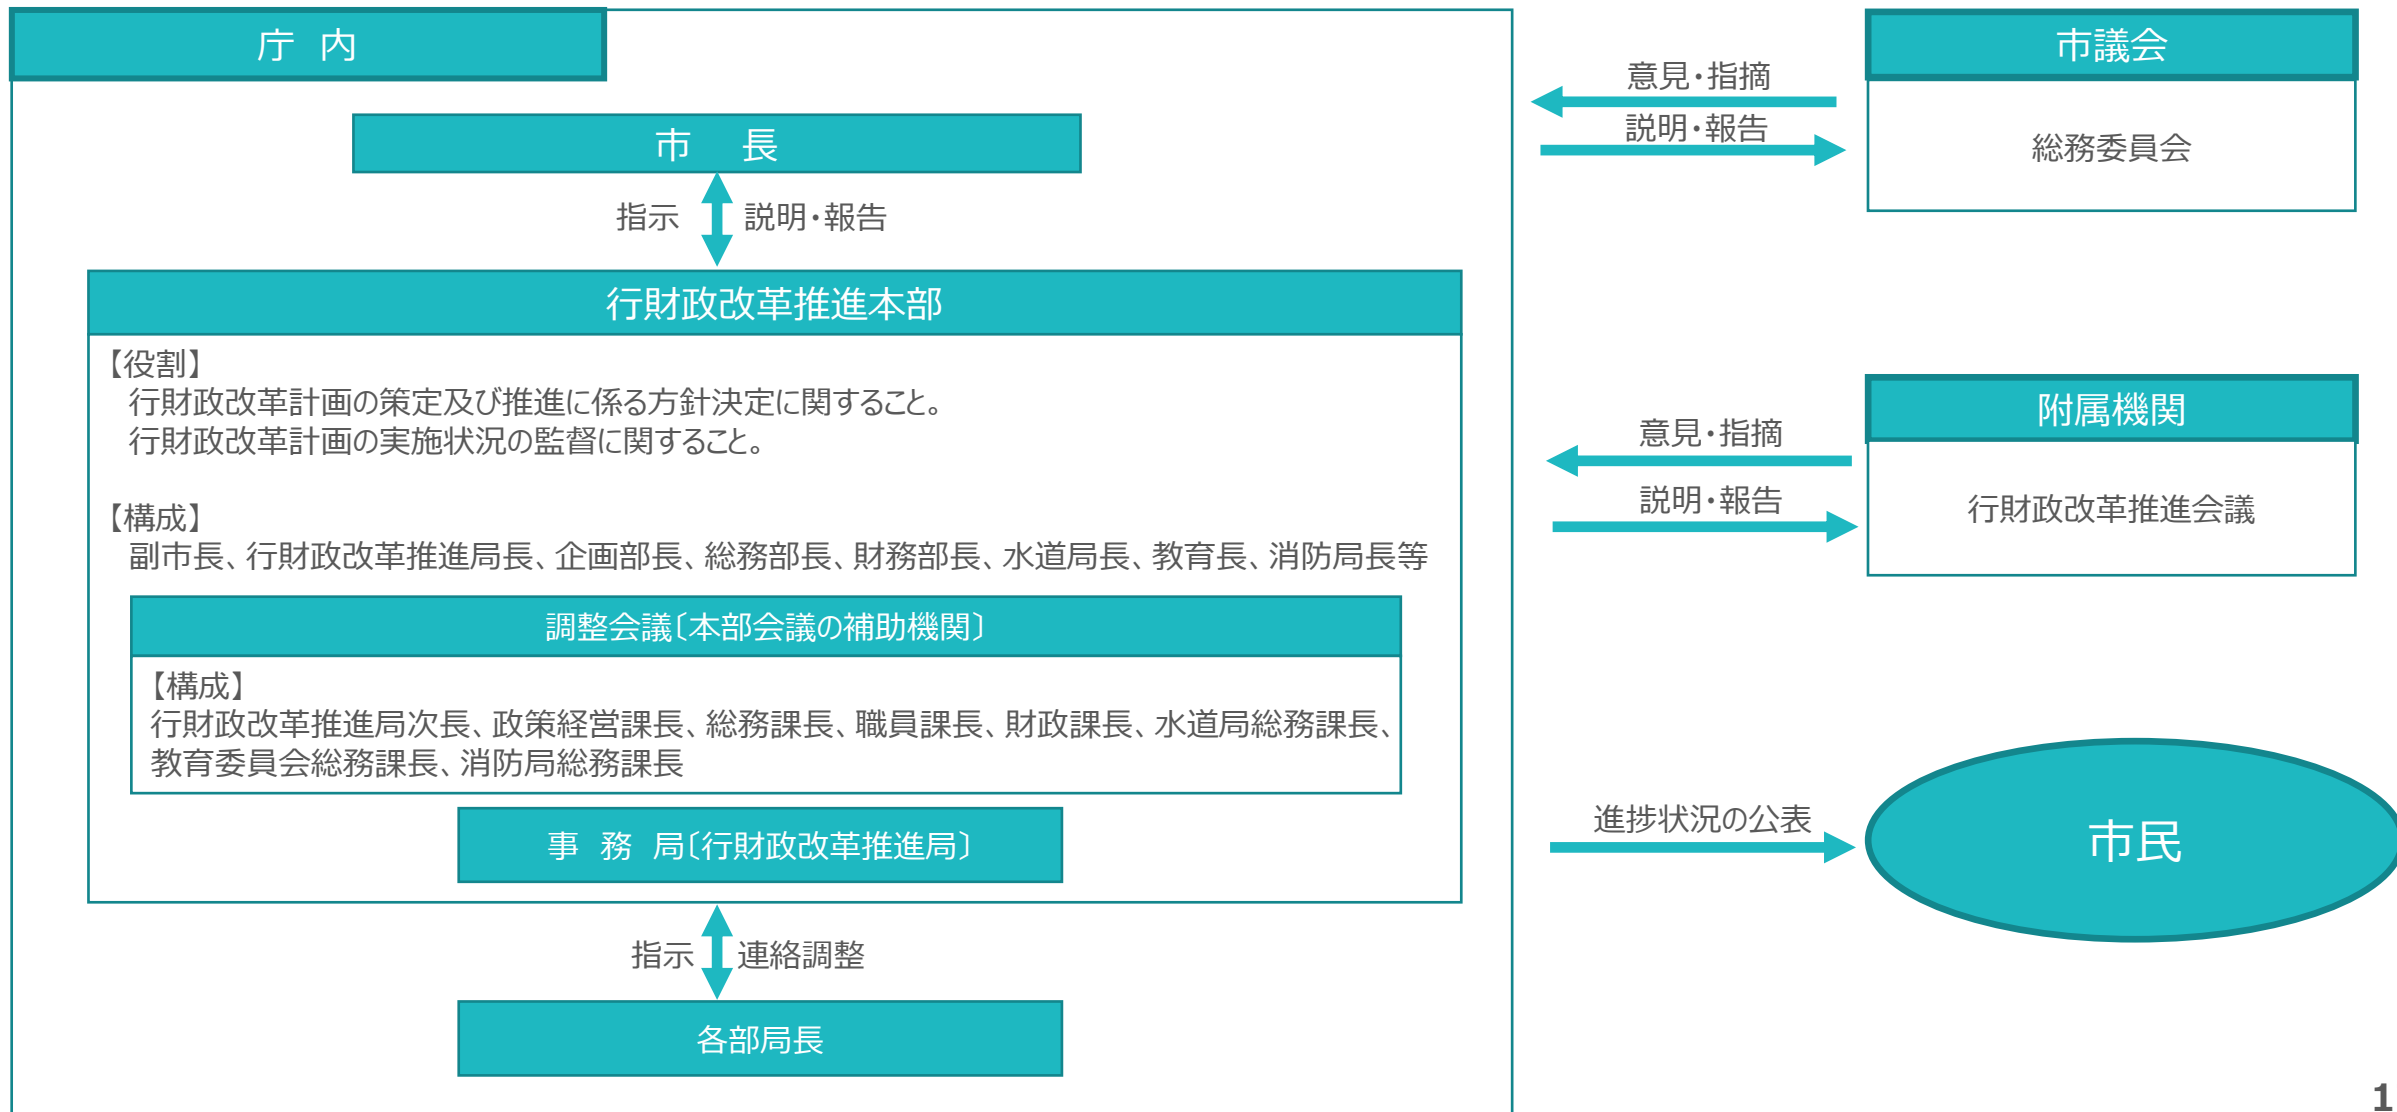 庁　内
市　長
指示
説明・報告
行財政改革推進本部
【役割】
行財政改革計画の策定及び推進に係る方針決定に関すること。
行財政改革計画の実施状況の監督に関すること。
【構成】
副市長、行財政改革推進局長、企画部長、総務部長、財務部長、水道局長、教育長、消防局長等
調整会議〔本部会議の補助機関〕
【構成】
行財政改革推進局次長、政策経営課長、総務課長、職員課長、財政課長、水道局総務課長、
教育委員会総務課長、消防局総務課長
事　務　局〔行財政改革推進局〕
指示
連絡調整
各部局長
意見・指摘
説明・報告
市議会
総務委員会
意見・指摘
説明・報告
附属機関
行財政改革推進会議
進捗状況の公表
市民
1